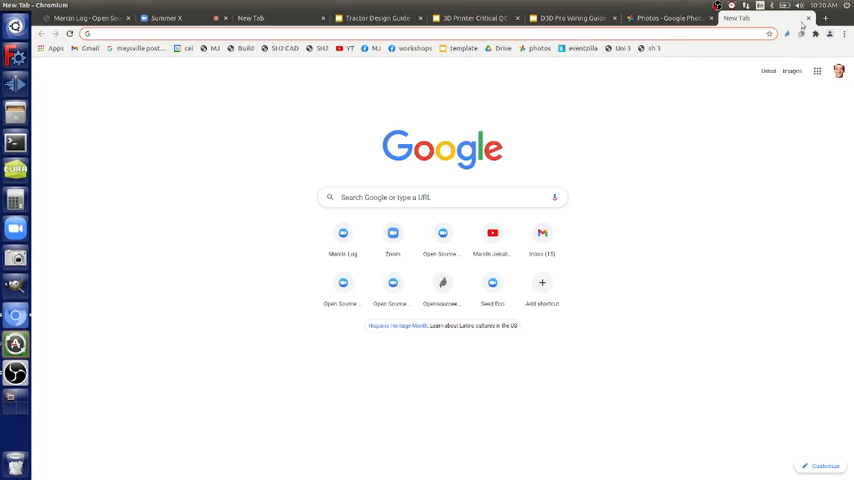 New Tab - Chromium
En
10:20 AM
Marcin Log - Open Sou
Summer X
New Tab
Tractor Design Guide
3D Printer Critical QC
D3D Pro Wiring Guide
Photos - Google Photo
New Tab
G
Apps
Gmail
maysville post...
cal
MJ
Build
SH2 CAD
SH2
YT
MJ
workshops
template
Drive
photos
eventzilla
Uni 3
sh 3
Gmail
Images
Google
Search Google or type a URL
Marcin Log
Zoom
Open Source ...
Marcin Jakub...
Inbox (15)
Open Source ...
Open Source ...
Opensourcee...
Seed Eco
Add shortcut
Hispanic Heritage Month: Learn about Latino cultures in the US
CURA
Customize